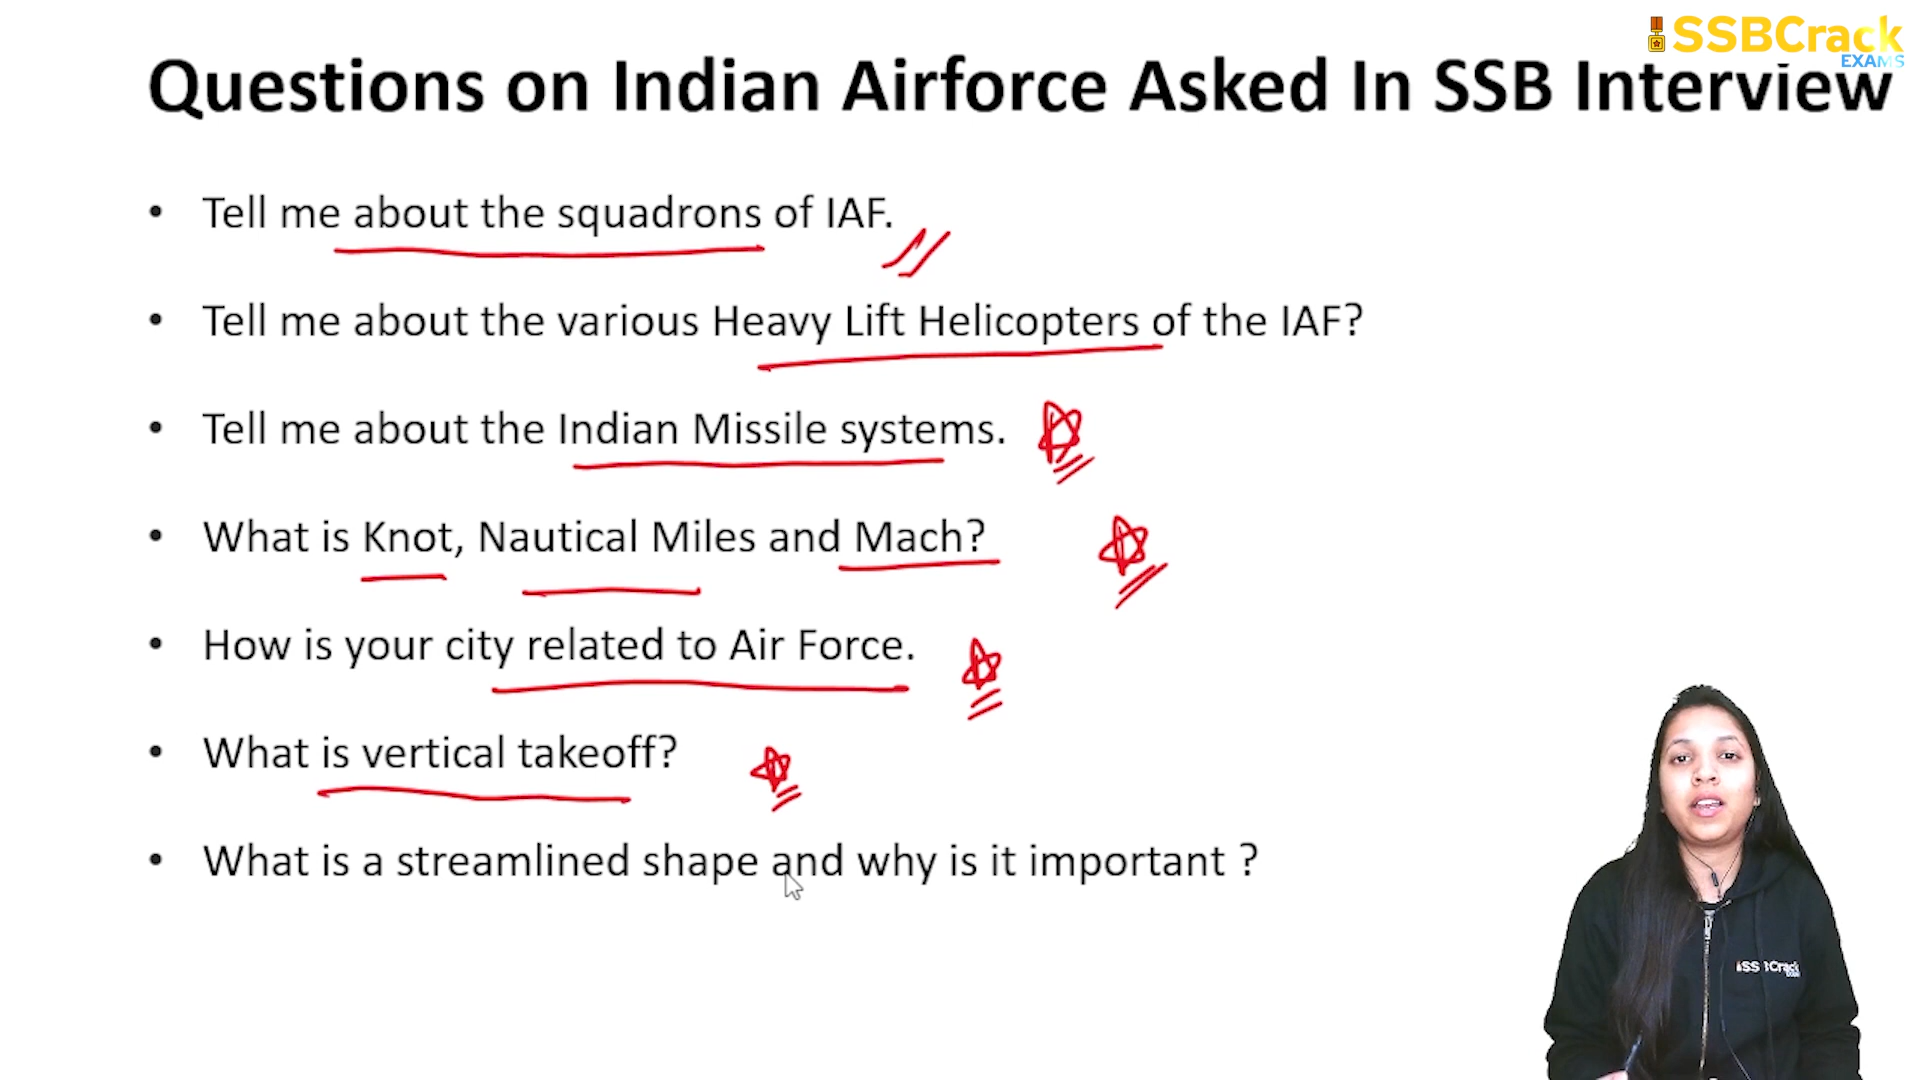 SSBCrack
EXAMS
Questions on Indian Airforce Asked In SSB Interview
• Tell me about the squadrons of IAF.
• Tell me about the various Heavy Lift Helicopters of the IAF?
• Tell me about the Indian Missile systems.
• What is Knot, Nautical Miles and Mach?
• How is your city related to Air Force.
• What is vertical takeoff?
• What is a streamlined shape and why is it important ?
SSBCrack